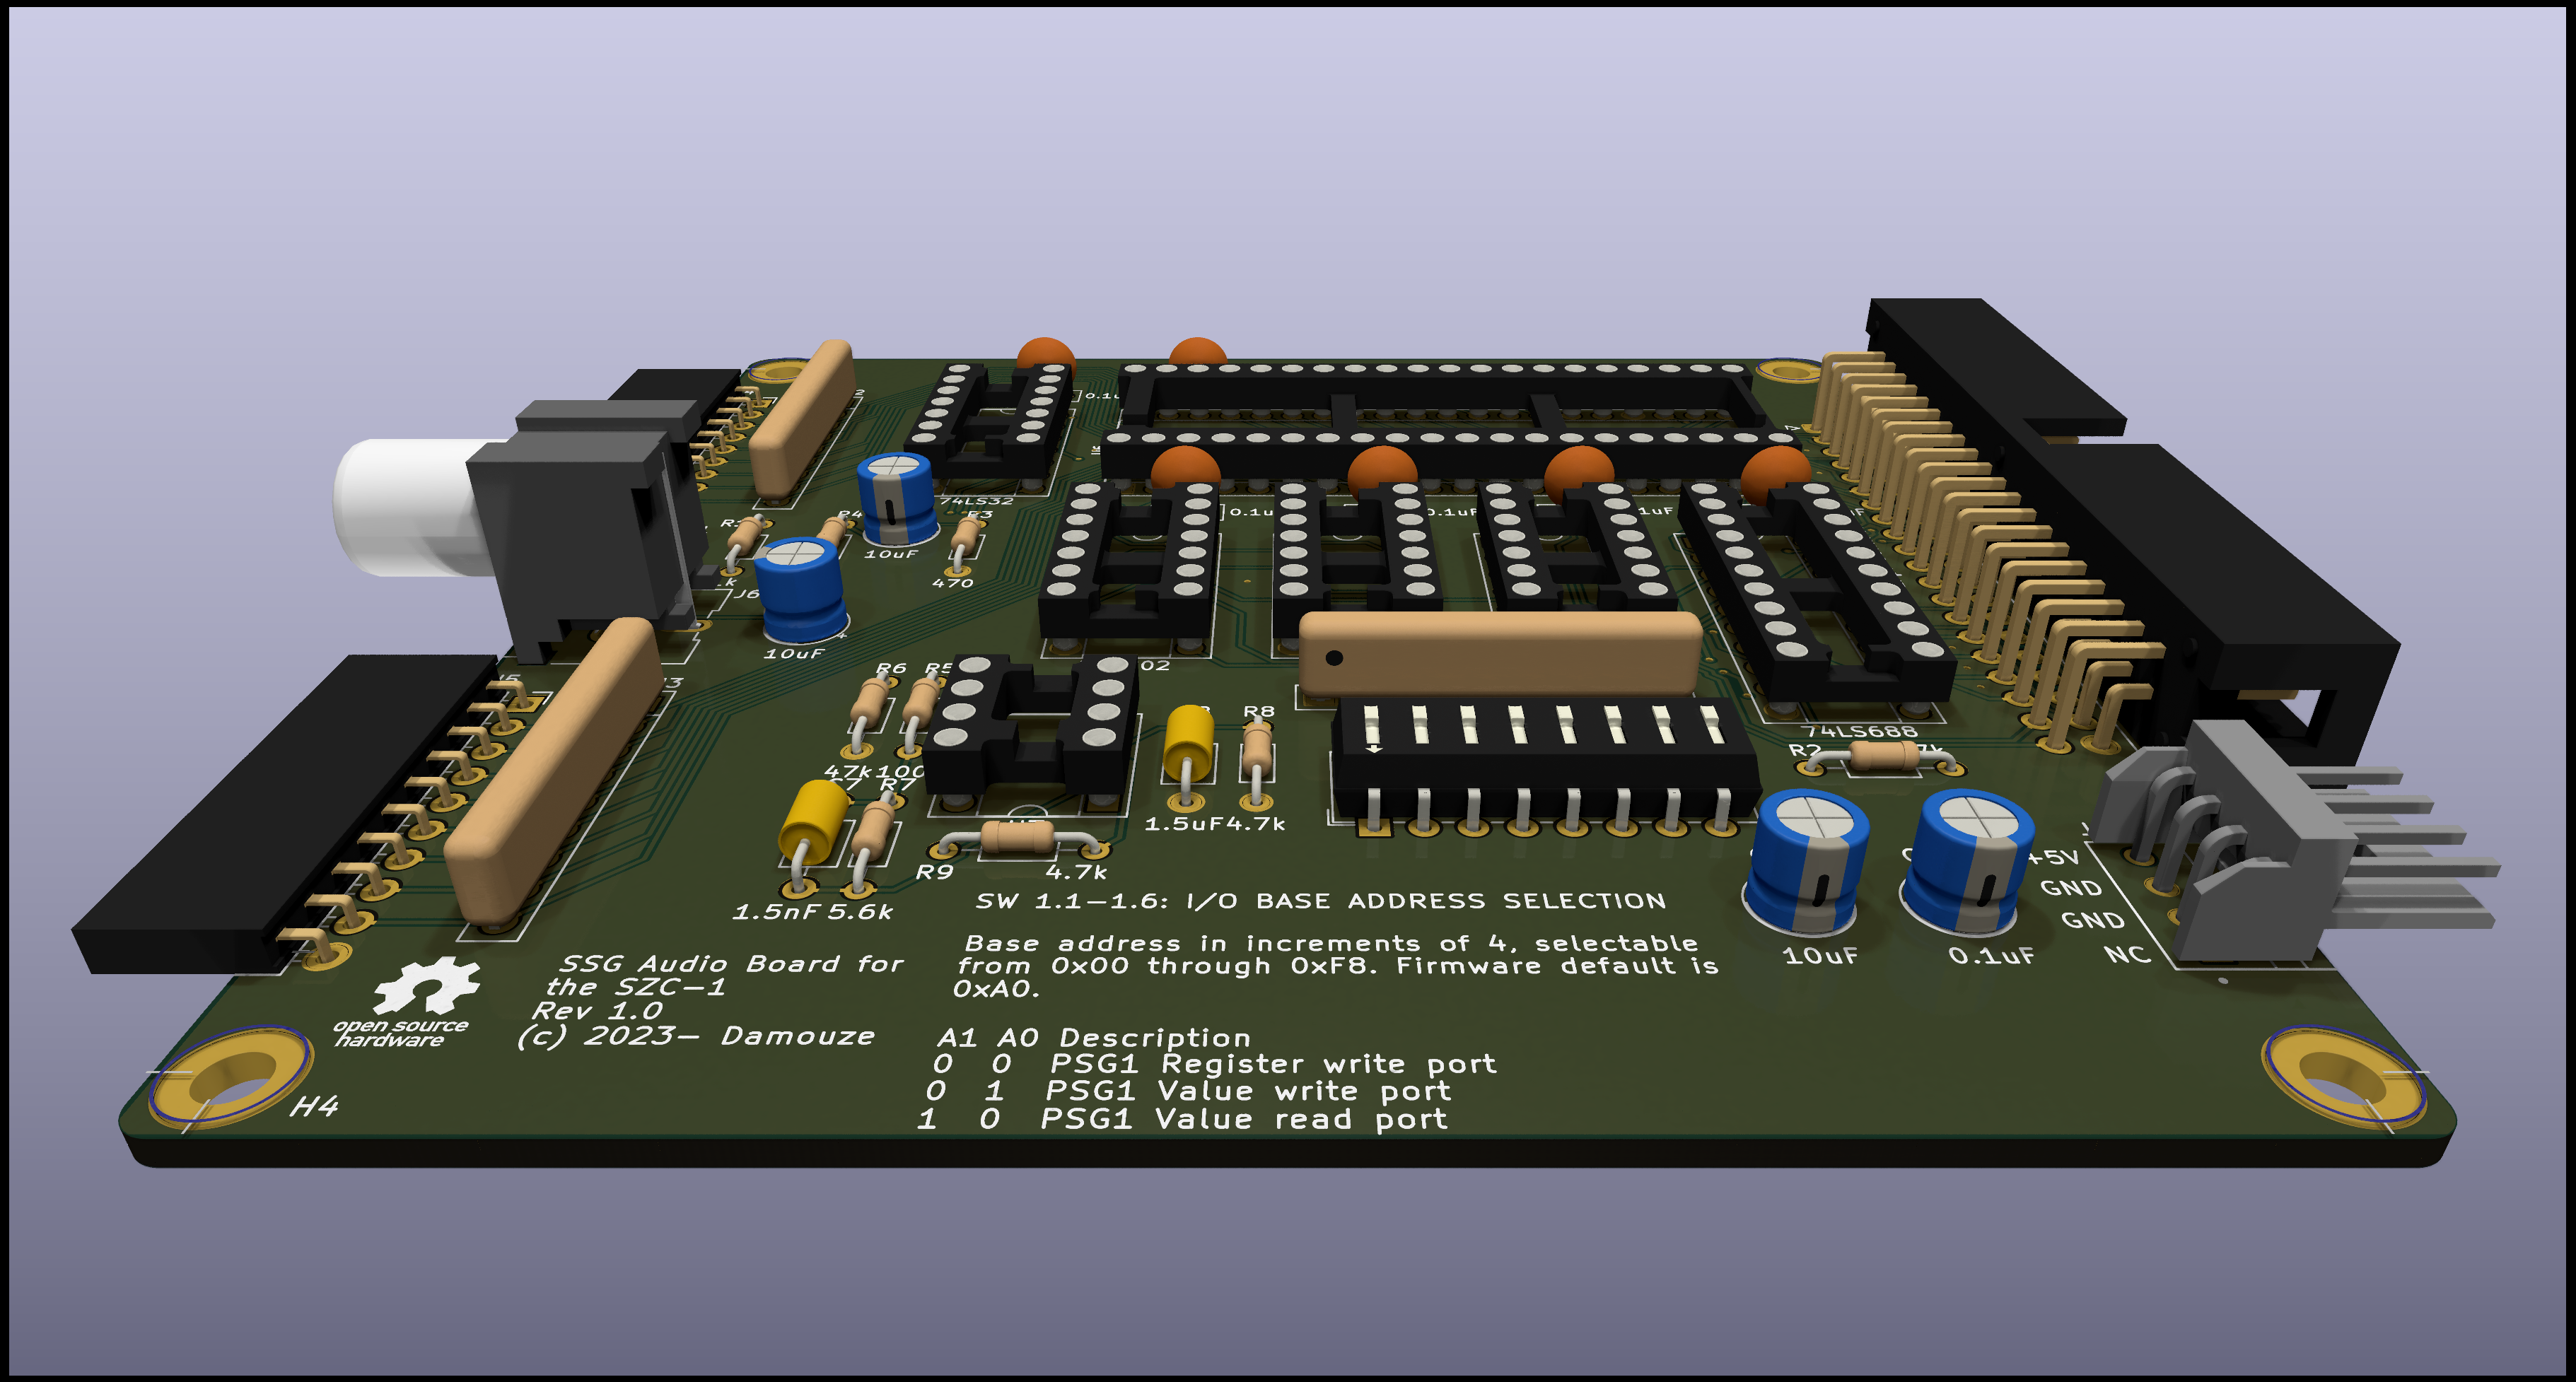 74LS32
R4
10uF
470
10uF
R6
47k
R7
1.5nF
5.6k
R8
1.5uF
4.7k
R9
4.7k
74LS688
10uF
0.1uF
+5V
GND
GND
NC
SW 1.1-1.6: I/O BASE ADDRESS SELECTION
Base address in increments of 4, selectable
from 0x00 through 0xF8. Firmware default is
0xA0.
SSG Audio Board for
the SZC-1
Rev 1.0
(c) 2023- Damouze
open source
hardware
A1 A0 Description
0 0 PSG1 Register write port
0 1 PSG1 Value write port
1 0 PSG1 Value read port
H4